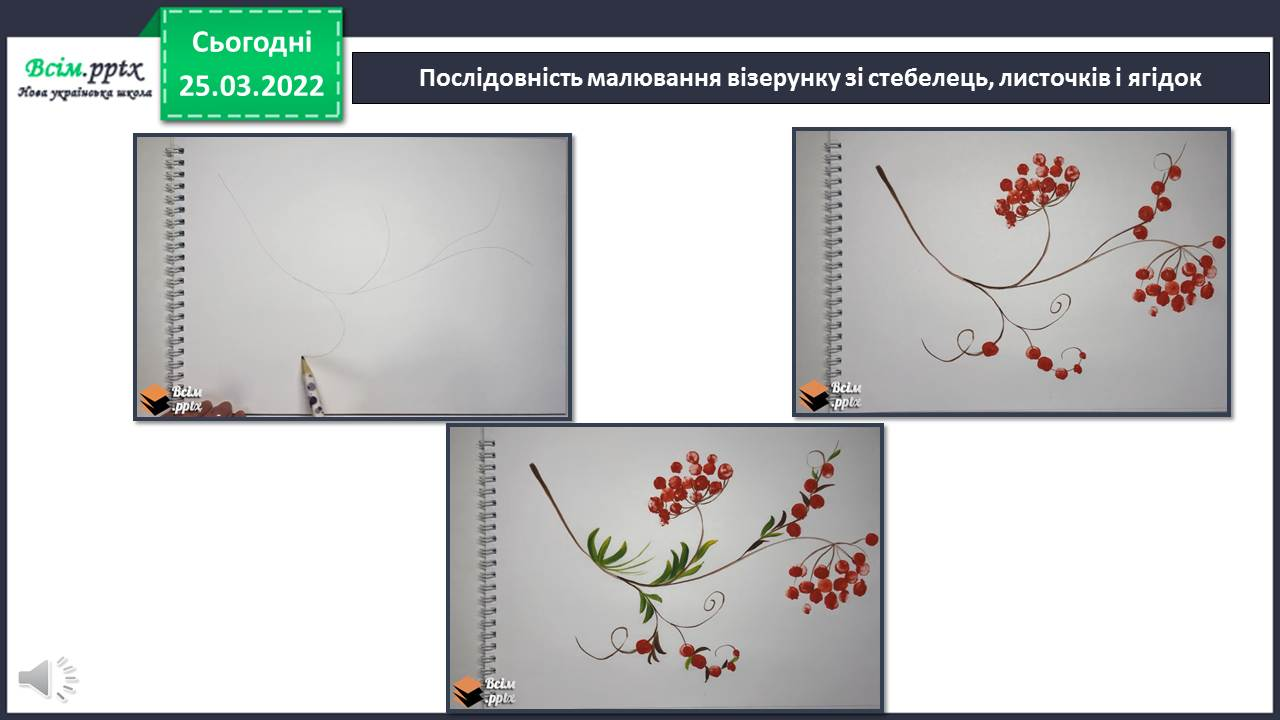 Всім.pptx
Нова українська школа
Сьогодні
25.03.2022
Послідовність малювання візерунку зі стебелець, листочків і ягідок
Всім
.pptx
Всім
.pptx
Всім
.pptx